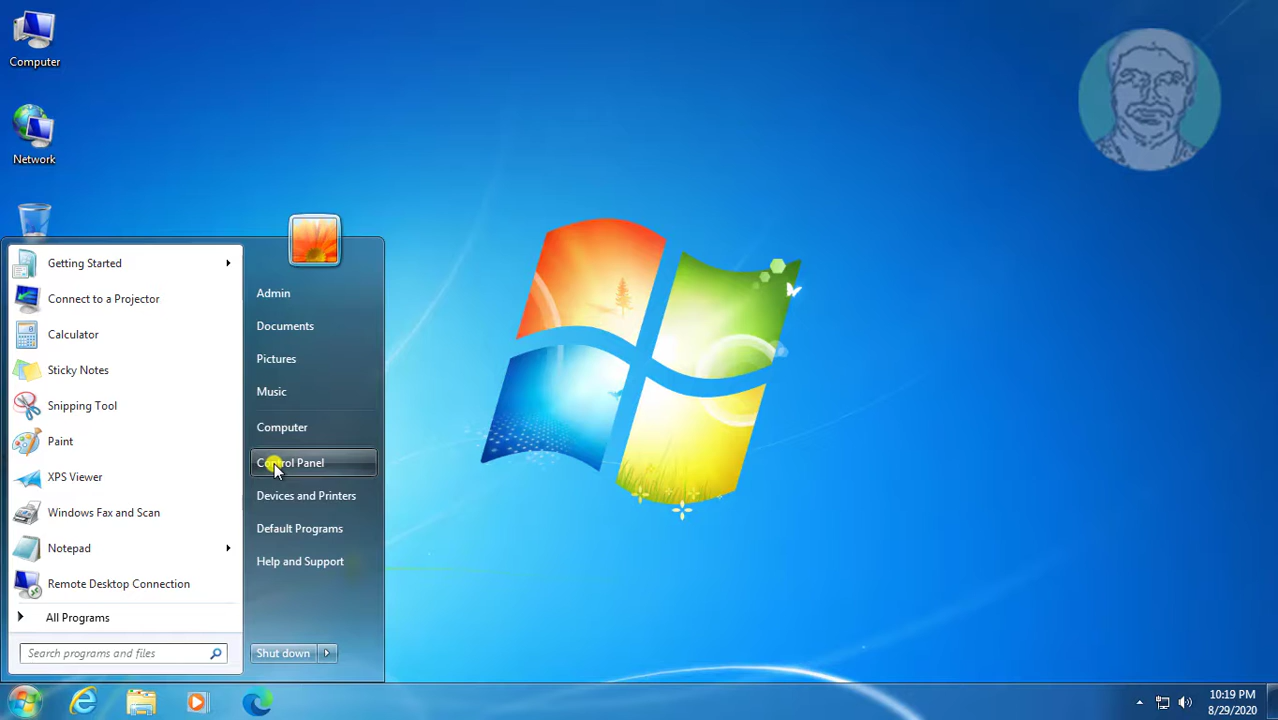 Computer
Network
Getting Started
Connect to a Projector
Calculator
Sticky Notes
Snipping Tool
Paint
XPS Viewer
Windows Fax and Scan
Notepad
Remote Desktop Connection
All Programs
Search programs and files
Admin
Documents
Pictures
Music
Computer
Control Panel
Devices and Printers
Default Programs
Help and Support
Shut down
10:19 PM
8/29/2020